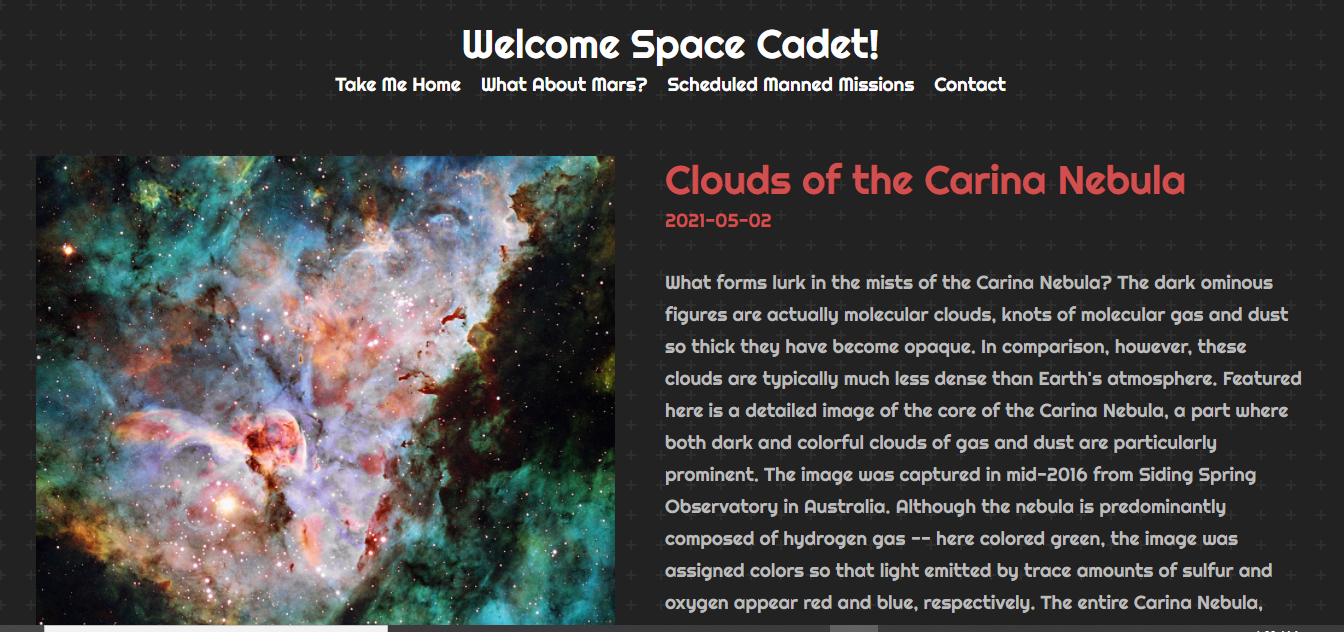 Welcome Space Cadet!
Take Me Home What About Mars? Scheduled Manned Missions Contact
Clouds of the Carina Nebula
2021-05-02
What forms lurk in the mists of the Carina Nebula? The dark ominous
figures are actually molecular clouds, knots of molecular gas and dust
so thick they have become opaque. In comparison, however, these
clouds are typically much less dense than Earth's atmosphere. Featured
here is a detailed image of the core of the Carina Nebula, a part where
both dark and colorful clouds of gas and dust are particularly
prominent. The image was captured in mid-2016 from Siding Spring
Observatory in Australia. Although the nebula is predominantly
composed of hydrogen gas -- here colored green, the image was
assigned colors so that light emitted by trace amounts of sulfur and
oxygen appear red and blue, respectively. The entire Carina Nebula,